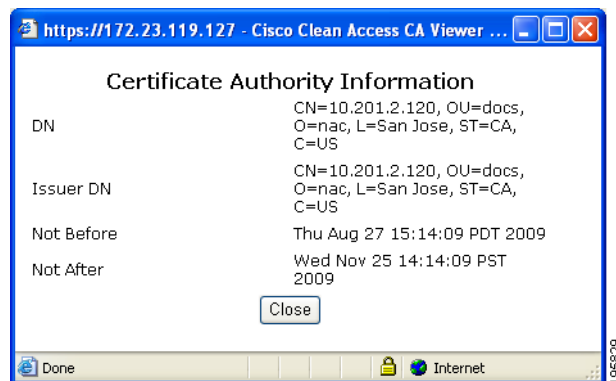 https://172.23.119.127 - Cisco Clean Access CA Viewer ...
Certificate Authority Information
DN
CN=10.201.2.120, OU=docs,
O=nac, L=San Jose, ST=CA,
C=US
Issuer DN
CN=10.201.2.120, OU=docs,
O=nac, L=San Jose, ST=CA,
C=US
Not Before
Thu Aug 27 15:14:09 PDT 2009
Not After
Wed Nov 25 14:14:09 PST
2009
Close
Done
Internet